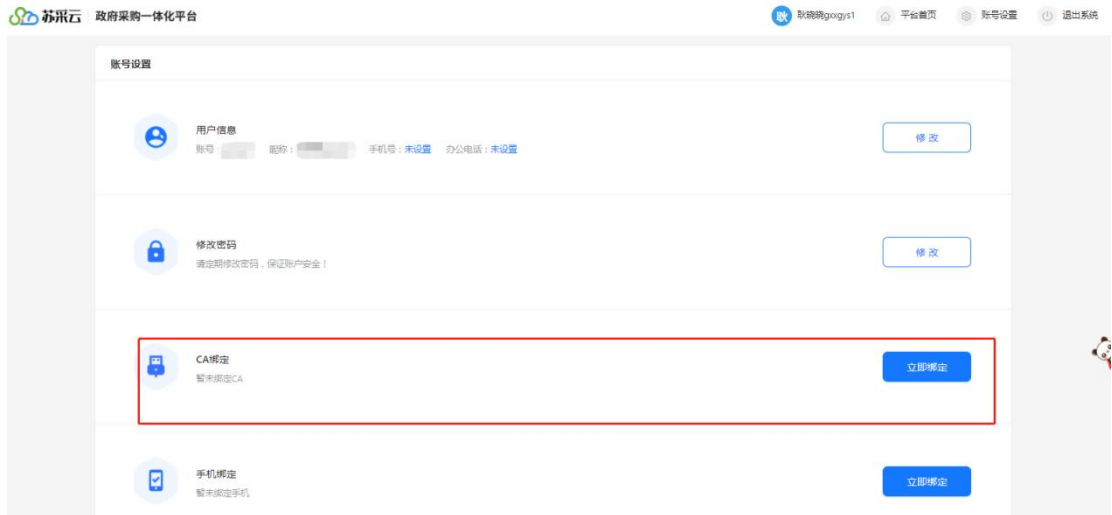 苏采云 政府采购一体化平台 耿晓晓gxxgys1 平台首页 账号设置 退出系统
账号设置
用户信息
账号: 昵称: 手机号:未设置 办公电话:未设置
修改
修改密码
请定期修改密码，保证账户安全！
修改
CA绑定
暂未绑定CA
立即绑定
手机绑定
暂未绑定手机
立即绑定